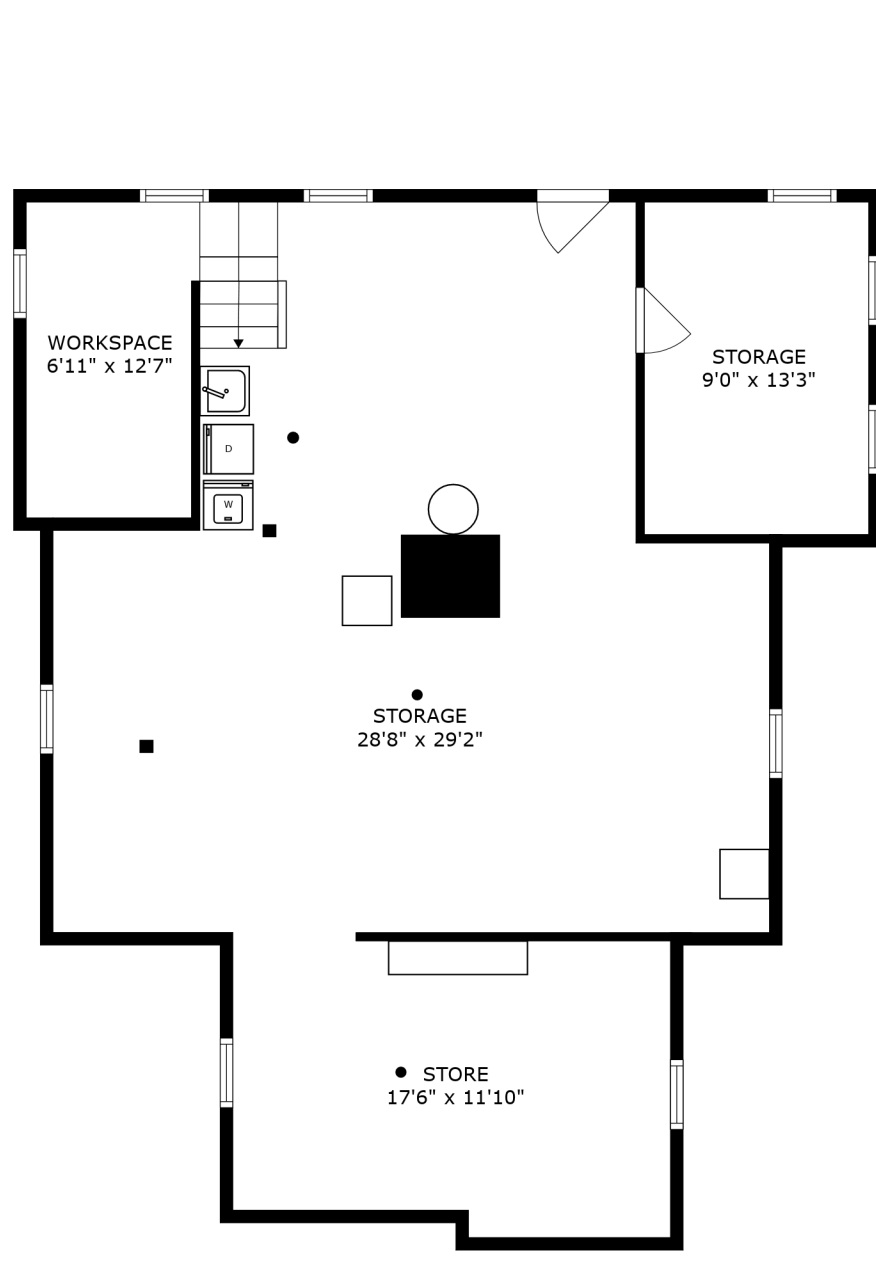 WORKSPACE
6'11" x 12'7"
STORAGE
9'0" x 13'3"
D
W
STORAGE
28'8" x 29'2"
STORE
17'6" x 11'10"